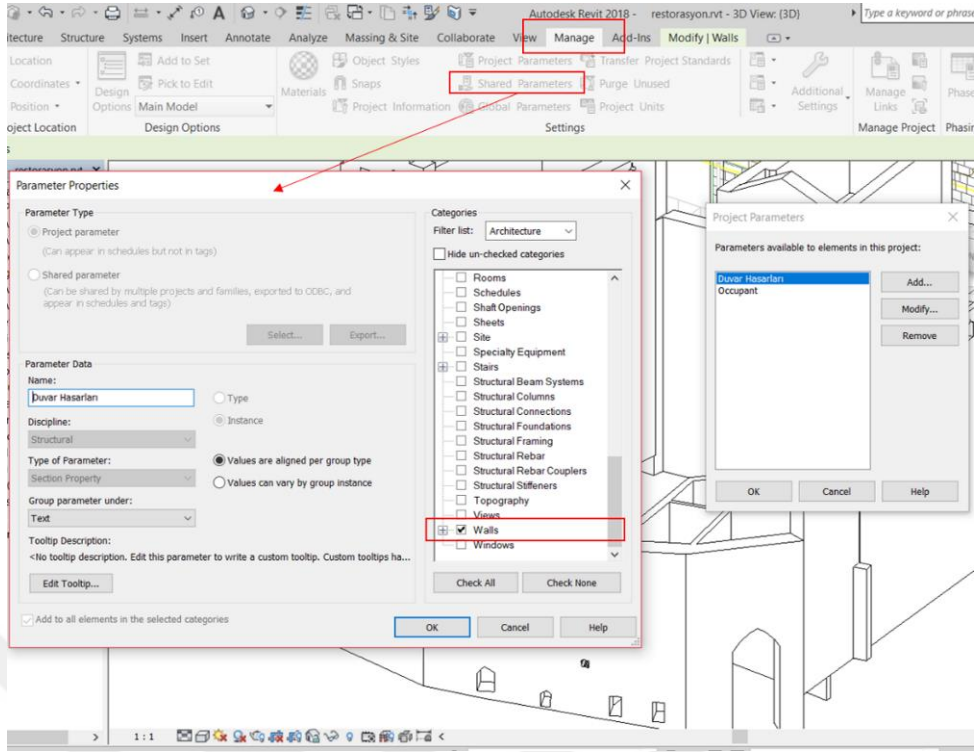 Autodesk Revit 2018 - restorasyon.rvt - 3D View: {3D}
Type a keyword or phrase
itecture Structure Systems Insert Annotate Analyze Massing & Site Collaborate View Manage Add-Ins Modify | Walls
Location
Coordinates
Position
oject Location
Design
Options
Add to Set
Pick to Edit
Main Model
Design Options
Materials
Object Styles
Snaps
Project Information
Project Parameters
Shared Parameters
Global Parameters
Transfer Project Standards
Purge Unused
Project Units
Settings
Additional
Settings
Manage
Links
Manage Project
Phase
Phasin
s
restorasyon.rvt
Parameter Properties
Parameter Type
Project parameter
(Can appear in schedules but not in tags)
Shared parameter
(Can be shared by multiple projects and families, exported to ODBC, and
appear in schedules and tags)
Select... Export...
Parameter Data
Name:
Duvar Hasarları
Discipline:
Structural
Type of Parameter:
Section Property
Group parameter under:
Text
Tooltip Description:
<No tooltip description. Edit this parameter to write a custom tooltip. Custom tooltips ha...
Edit Tooltip...
Type
Instance
Values are aligned per group type
Values can vary by group instance
Add to all elements in the selected categories
Categories
Filter list: Architecture
Hide un-checked categories
Rooms
Schedules
Shaft Openings
Sheets
Site
Specialty Equipment
Stairs
Structural Beam Systems
Structural Columns
Structural Connections
Structural Foundations
Structural Framing
Structural Rebar
Structural Rebar Couplers
Structural Stiffeners
Topography
Views
Walls
Windows
Check All Check None
OK Cancel Help
Project Parameters
Parameters available to elements in this project:
Duvar Hasarları
Occupant
Add...
Modify...
Remove
OK Cancel Help
1:1